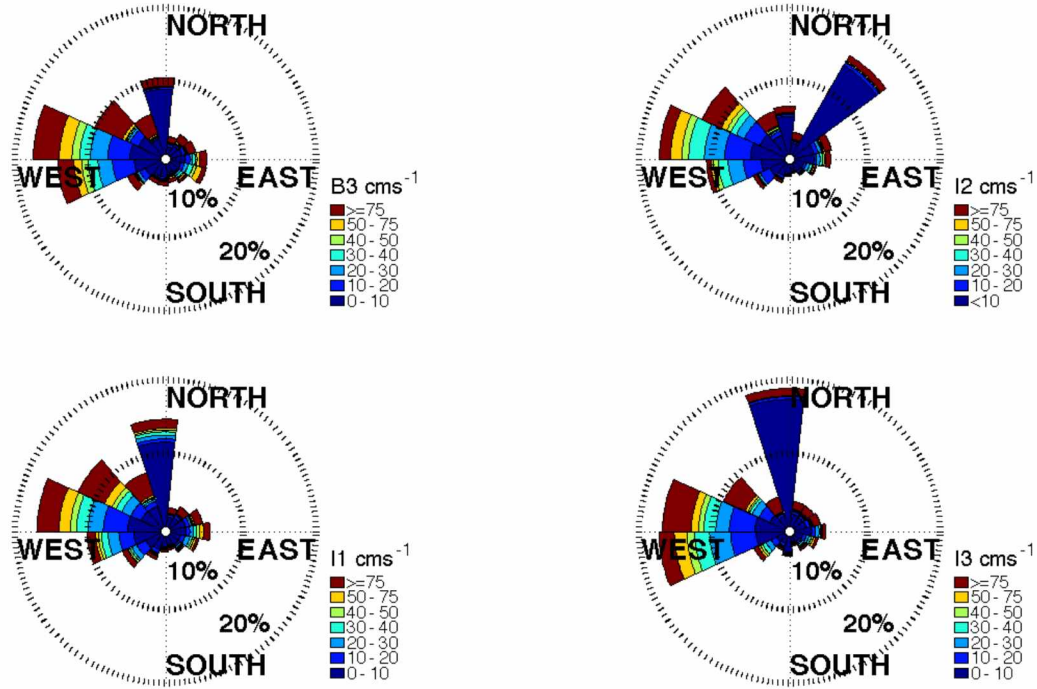 NORTH
WEST
EAST
10%
20%
SOUTH
B3 cms⁻¹
>=75
50 - 75
40 - 50
30 - 40
20 - 30
10 - 20
0 - 10
NORTH
WEST
EAST
10%
20%
SOUTH
I2 cms⁻¹
>=75
50 - 75
40 - 50
30 - 40
20 - 30
10 - 20
<10
NORTH
WEST
EAST
10%
20%
SOUTH
I1 cms⁻¹
>=75
50 - 75
40 - 50
30 - 40
20 - 30
10 - 20
0 - 10
NORTH
WEST
EAST
10%
20%
SOUTH
I3 cms⁻¹
>=75
50 - 75
40 - 50
30 - 40
20 - 30
10 - 20
0 - 10